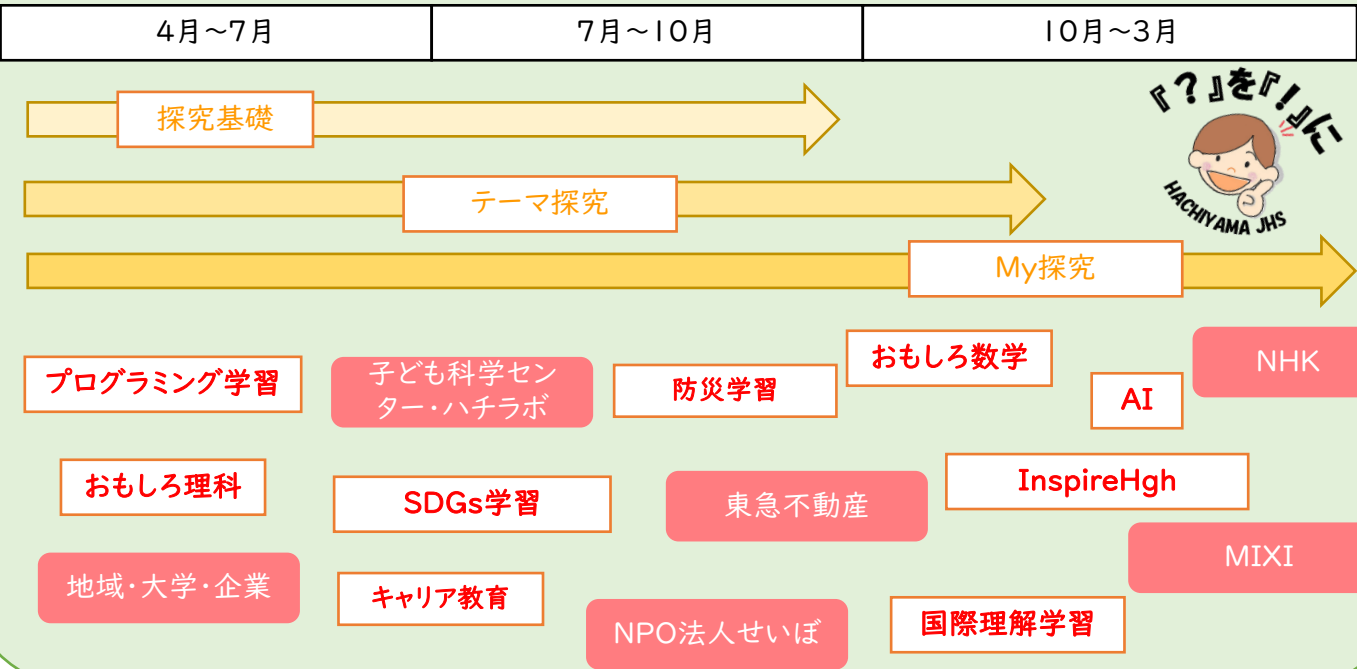 4月~7月
7月~10月
10月~3月
『?』を『!』に
HACHIYAMA JHS
探究基礎
テーマ探究
My探究
プログラミング学習
子ども科学セン
ター・ハチラボ
防災学習
おもしろ数学
AI
NHK
おもしろ理科
SDGs学習
東急不動産
InspireHgh
地域・大学・企業
キャリア教育
NPO法人せいぼ
国際理解学習
MIXI